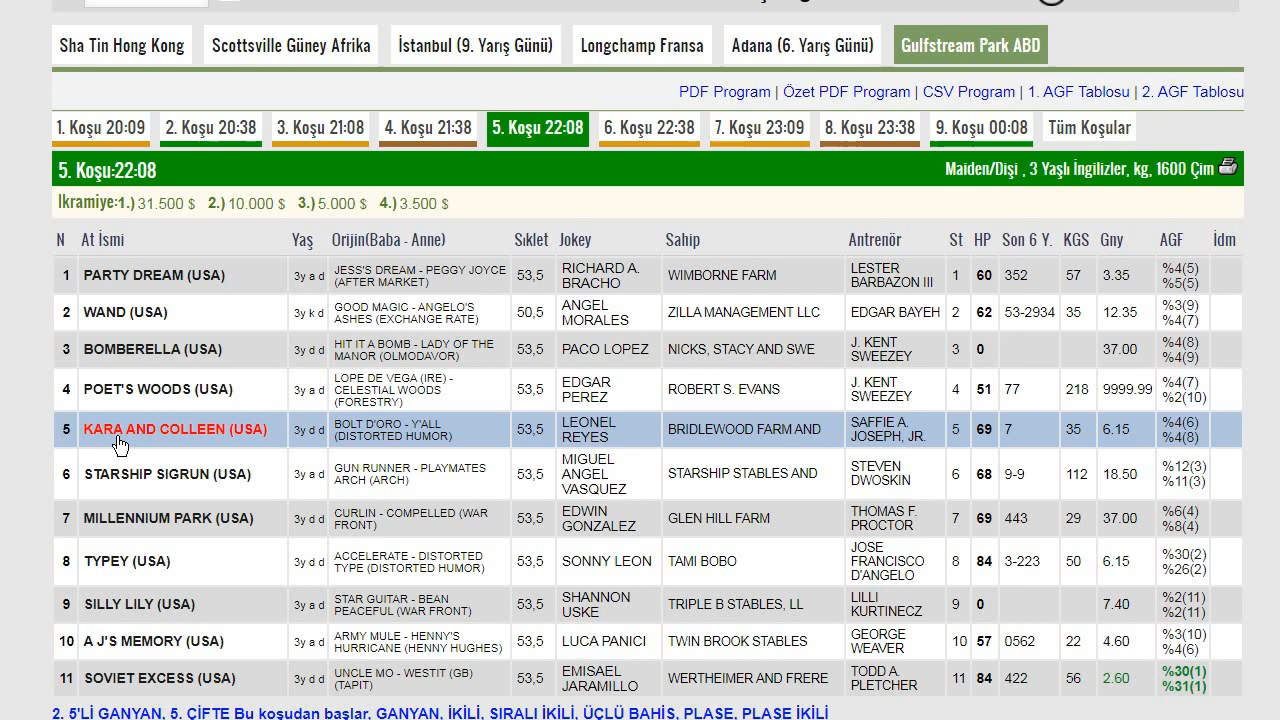 Sha Tin Hong Kong Scottsville Güney Afrika İstanbul (9. Yarış Günü) Longchamp Fransa Adana (6. Yarış Günü) Gulfstream Park ABD
PDF Program | Özet PDF Program | CSV Program | 1. AGF Tablosu | 2. AGF Tablosu
1. Koşu 20:09 2. Koşu 20:38 3. Koşu 21:08 4. Koşu 21:38 5. Koşu 22:08 6. Koşu 22:38 7. Koşu 23:09 8. Koşu 23:38 9. Koşu 00:08 Tüm Koşular
5. Koşu:22:08 Maiden/Dişi , 3 Yaşlı İngilizler, kg, 1600 Çim
Ikramiye:1.) 31.500 $ 2.) 10.000 $ 3.) 5.000 $ 4.) 3.500 $
N At İsmi Yaş Orijin(Baba - Anne) Sıklet Jokey Sahip Antrenör St HP Son 6 Y. KGS Gny AGF İdm
1 PARTY DREAM (USA) 3y a d JESS'S DREAM - PEGGY JOYCE (AFTER MARKET) 53,5 RICHARD A. BRACHO WIMBORNE FARM LESTER BARBAZON III 1 60 352 57 3.35 %4(5) %5(5)
2 WAND (USA) 3y k d GOOD MAGIC - ANGELO'S ASHES (EXCHANGE RATE) 50,5 ANGEL MORALES ZILLA MANAGEMENT LLC EDGAR BAYEH 2 62 53-2934 35 12.35 %3(9) %4(7)
3 BOMBERELLA (USA) 3y d d HIT IT A BOMB - LADY OF THE MANOR (OLMODAVOR) 53,5 PACO LOPEZ NICKS, STACY AND SWE J. KENT SWEEZEY 3 0 37.00 %4(8) %4(9)
4 POET'S WOODS (USA) 3y a d LOPE DE VEGA (IRE) - CELESTIAL WOODS (FORESTRY) 53,5 EDGAR PEREZ ROBERT S. EVANS J. KENT SWEEZEY 4 51 77 218 9999.99 %4(7) %2(10)
5 KARA AND COLLEEN (USA) 3y d d BOLT D'ORO - Y'ALL (DISTORTED HUMOR) 53,5 LEONEL REYES BRIDLEWOOD FARM AND SAFFIE A. JOSEPH, JR. 5 69 7 35 6.15 %4(6) %4(8)
6 STARSHIP SIGRUN (USA) 3y a d GUN RUNNER - PLAYMATES ARCH (ARCH) 53,5 MIGUEL ANGEL VASQUEZ STARSHIP STABLES AND STEVEN DWOSKIN 6 68 9-9 112 18.50 %12(3) %11(3)
7 MILLENNIUM PARK (USA) 3y d d CURLIN - COMPELLED (WAR FRONT) 53,5 EDWIN GONZALEZ GLEN HILL FARM THOMAS F. PROCTOR 7 69 443 29 37.00 %6(4) %8(4)
8 TYPEY (USA) 3y d d ACCELERATE - DISTORTED TYPE (DISTORTED HUMOR) 53,5 SONNY LEON TAMI BOBO JOSE FRANCISCO D'ANGELO 8 84 3-223 50 6.15 %30(2) %26(2)
9 SILLY LILY (USA) 3y a d STAR GUITAR - BEAN PEACEFUL (WAR FRONT) 53,5 SHANNON USKE TRIPLE B STABLES, LL LILLI KURTINECZ 9 0 7.40 %2(11) %2(11)
10 A J'S MEMORY (USA) 3y a d ARMY MULE - HENNY'S HURRICANE (HENNY HUGHES) 53,5 LUCA PANICI TWIN BROOK STABLES GEORGE WEAVER 10 57 0562 22 4.60 %3(10) %4(6)
11 SOVIET EXCESS (USA) 3y d d UNCLE MO - WESTIT (GB) (TAPIT) 53,5 EMISAEL JARAMILLO WERTHEIMER AND FRERE TODD A. PLETCHER 11 84 422 56 2.60 %30(1) %31(1)
2. 5'Lİ GANYAN, 5. ÇİFTE Bu koşudan başlar, GANYAN, İKİLİ, SIRALI İKİLİ, ÜÇLÜ BAHİS, PLASE, PLASE İKİLİ